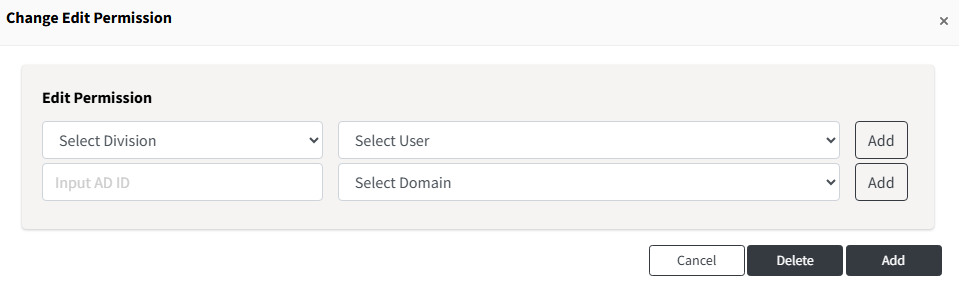 Change Edit Permission
×
Edit Permission
Select Division Select User Add
Input AD ID Select Domain Add
Cancel Delete Add